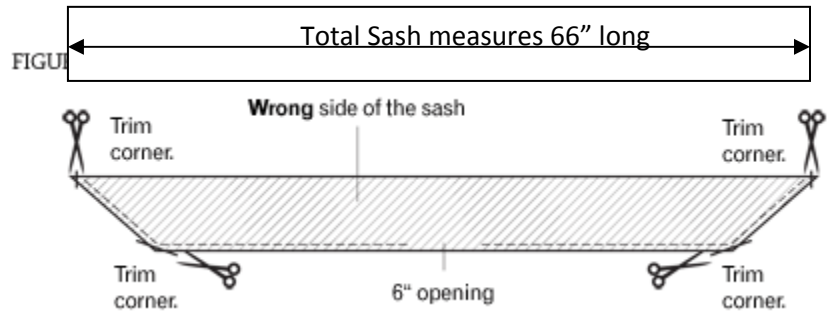 Total Sash measures 66” long
FIGU
Wrong side of the sash
Trim
corner.
Trim
corner.
Trim
corner.
6“ opening
Trim
corner.